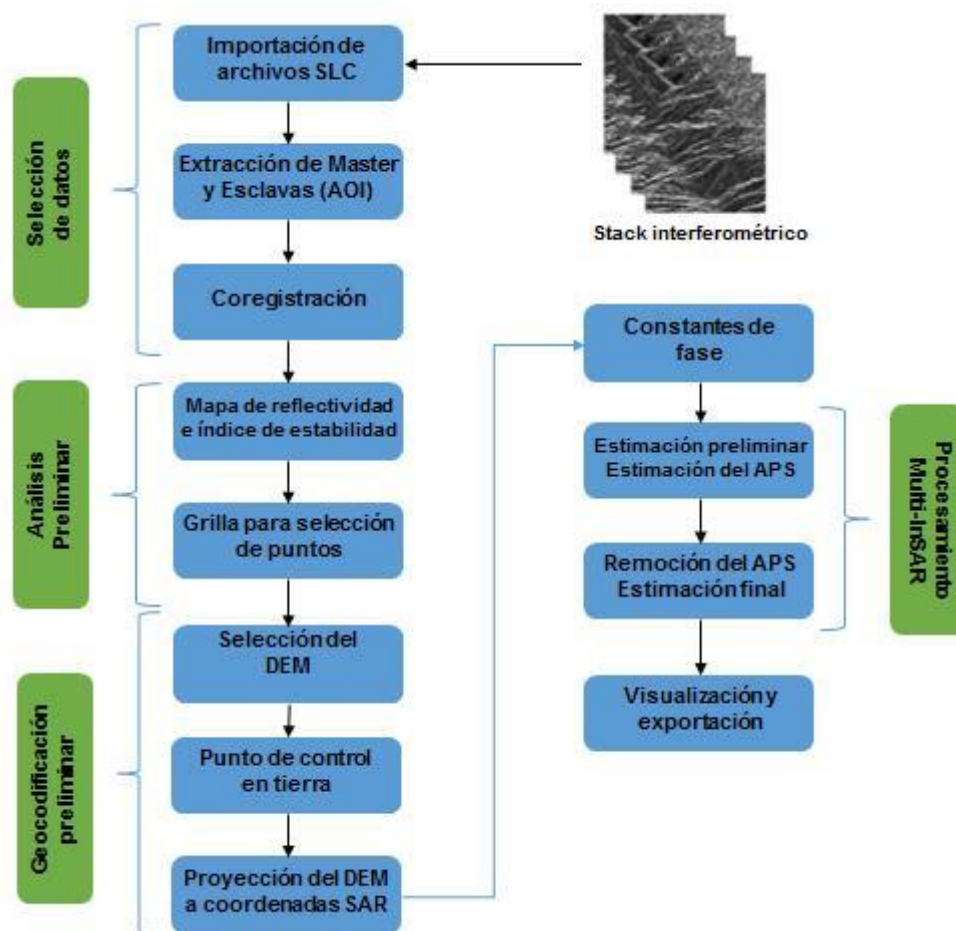 Importación de
archivos SLC
Stack interferométrico
Selección
de datos
Extracción de Master
y Esclavas (AOI)
Coregistración
Análisis
Preliminar
Mapa de reflectividad
e índice de estabilidad
Grilla para selección
de puntos
Geocodificación
preliminar
Selección del
DEM
Punto de control
en tierra
Proyección del DEM
a coordenadas SAR
Constantes de
fase
Estimación preliminar
Estimación del APS
Remoción del APS
Estimación final
Procesamiento
Multi-InSAR
Visualización y
exportación